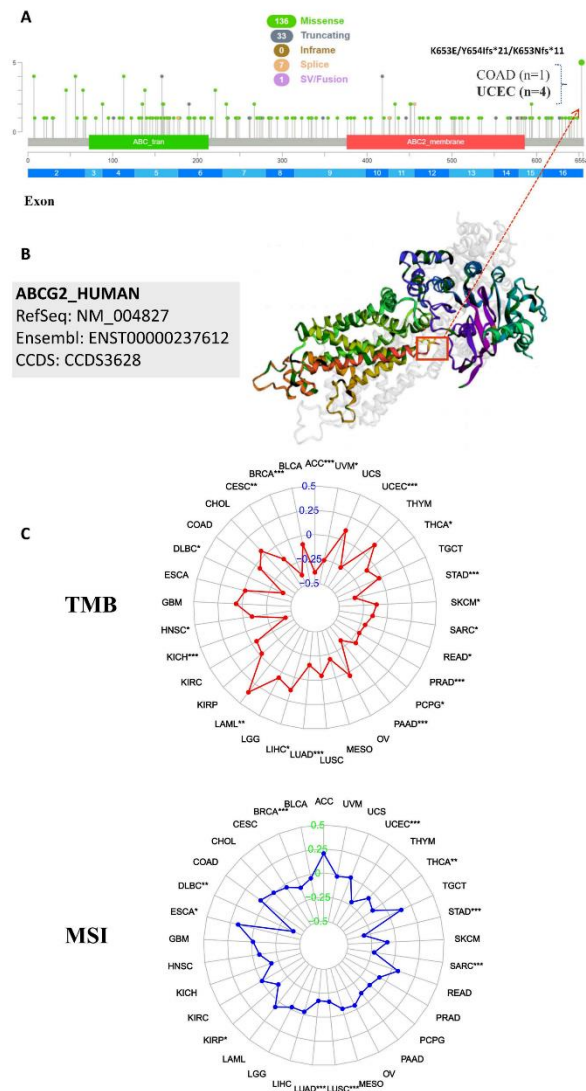 A
136 Missense
33 Truncating
0 Inframe
7 Splice
1 SV/Fusion
K653E/Y654Ifs*21/K653Nfs*11
COAD (n=1)
UCEC (n=4)
5
0
ABC_tran
ABC2_membrane
0 100 200 300 400 500 600
2 3 4 5 6 7 8 9 10 11 12 13 14 15 16
Exon
B
ABCG2_HUMAN
RefSeq: NM_004827
Ensembl: ENST00000237612
CCDS: CCDS3628
C
TMB
ACC***
UVM*
UCS
UCEC***
THYM
THCA*
TGCT
STAD***
SKCM*
SARC*
READ*
PRAD***
PCPG*
PAAD***
OV
MESO
LUSC
LUAD***
LIHC*
LGG
LAML**
KIRP
KIRC
KICH***
HNSC*
GBM
ESCA
DLBC*
COAD
CHOL
CESC**
BRCA***
BLCA
0.5
0.25
0
-0.25
-0.5
MSI
ACC
UVM
UCS
UCEC***
THYM
THCA**
TGCT
STAD***
SKCM
SARC***
READ
PRAD
PCPG
PAAD
OV
MESO
LUSC***
LUAD***
LIHC
LGG
LAML
KIRP*
KIRC
KICH
HNSC
GBM
ESCA*
DLBC**
COAD
CHOL
CESC
BRCA***
BLCA
0.5
0.25
0
-0.25
-0.5